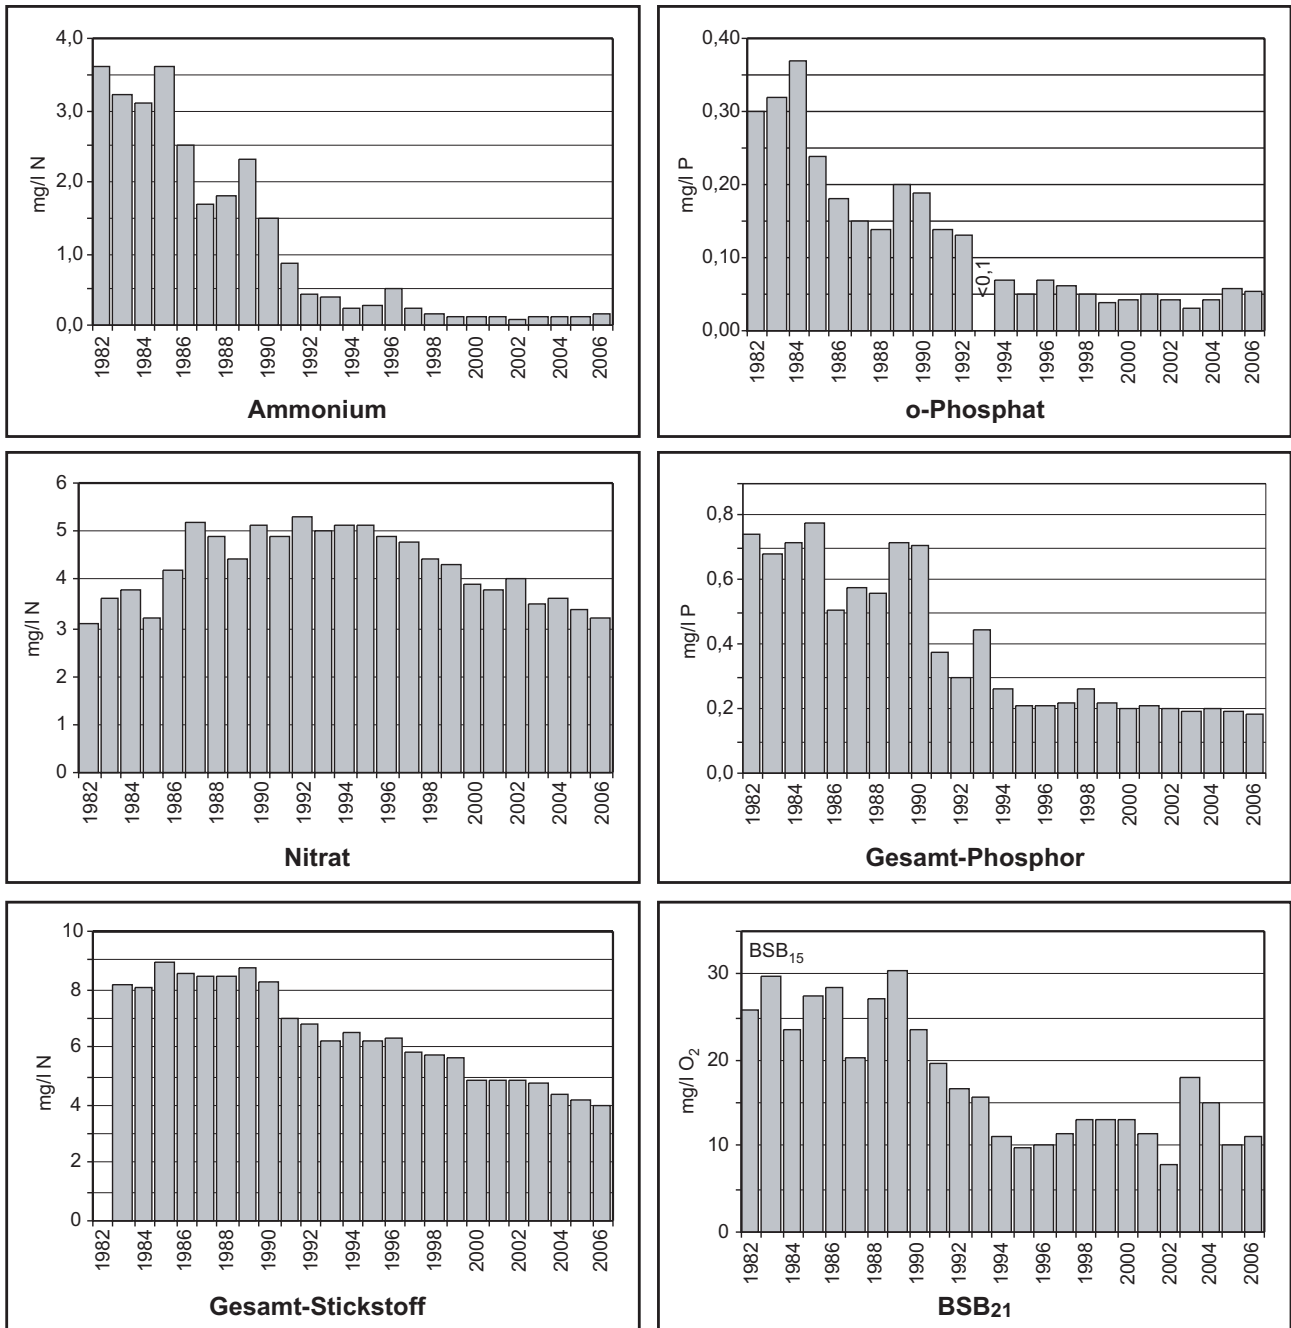 4,0
3,0
2,0
1,0
0,0
mg/l N
1982 1984 1986 1988 1990 1992 1994 1996 1998 2000 2002 2004 2006
Ammonium
0,40
0,30
0,20
0,10
0,00
mg/l P
<0,1
1982 1984 1986 1988 1990 1992 1994 1996 1998 2000 2002 2004 2006
o-Phosphat
6
5
4
3
2
1
0
mg/l N
1982 1984 1986 1988 1990 1992 1994 1996 1998 2000 2002 2004 2006
Nitrat
0,8
0,6
0,4
0,2
0,0
mg/l P
1982 1984 1986 1988 1990 1992 1994 1996 1998 2000 2002 2004 2006
Gesamt-Phosphor
10
8
6
4
2
0
mg/l N
1982 1984 1986 1988 1990 1992 1994 1996 1998 2000 2002 2004 2006
Gesamt-Stickstoff
BSB15
30
20
10
0
mg/l O2
1982 1984 1986 1988 1990 1992 1994 1996 1998 2000 2002 2004 2006
BSB21